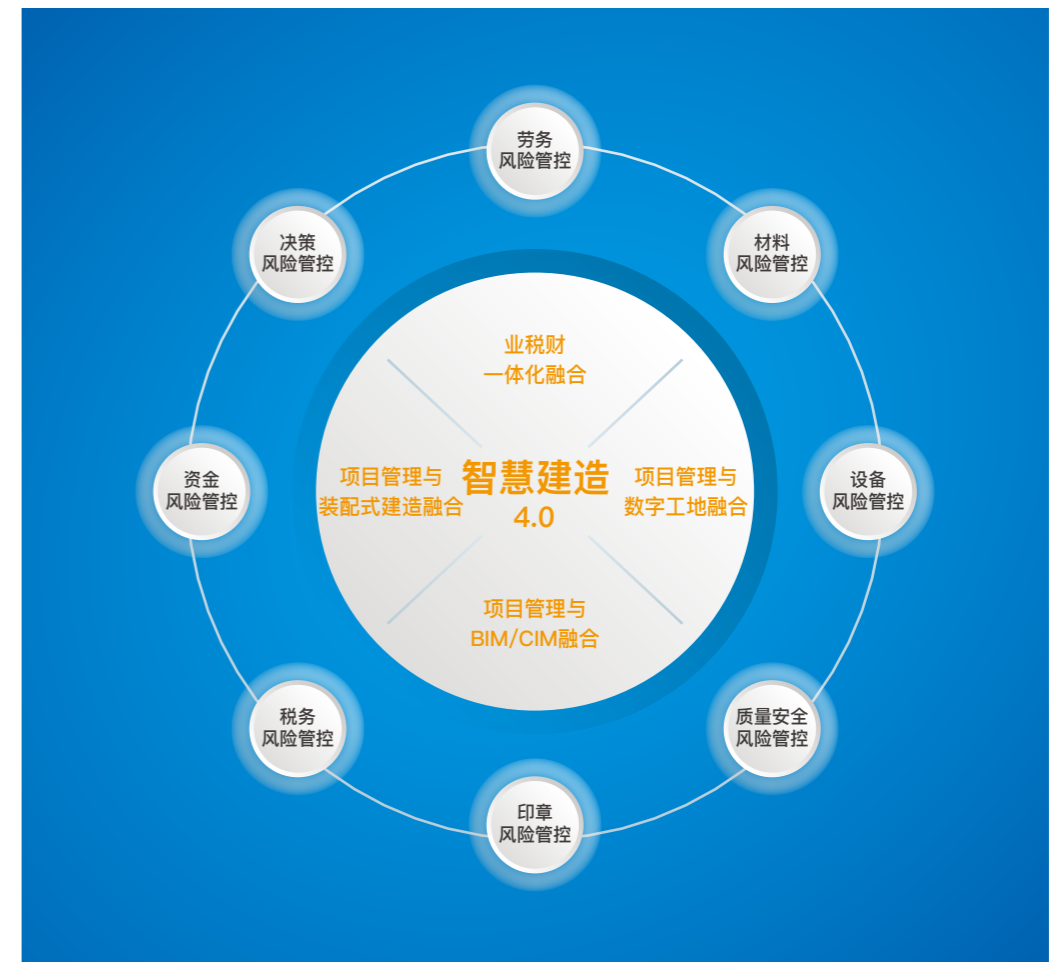 劳务
风险管控
决策
风险管控
材料
风险管控
业税财
一体化融合
资金
风险管控
项目管理与
装配式建造融合
智慧建造
4.0
项目管理与
数字工地融合
设备
风险管控
项目管理与
BIM/CIM融合
税务
风险管控
质量安全
风险管控
印章
风险管控